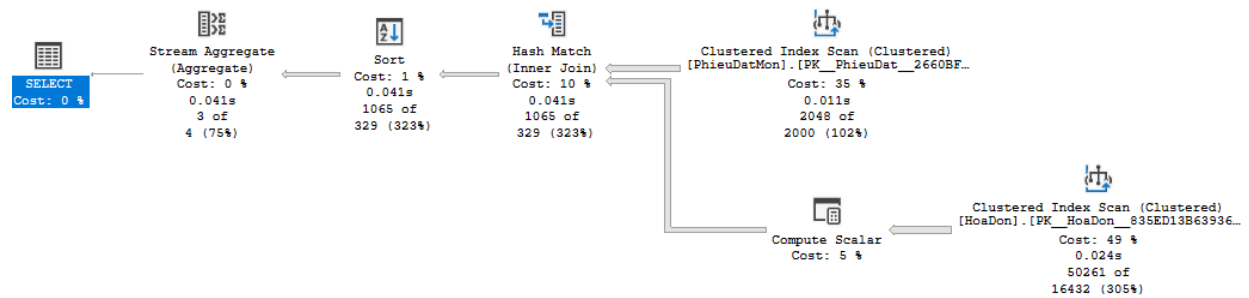 SELECT
Cost: 0 %
Stream Aggregate
(Aggregate)
Cost: 0 %
0.041s
3 of
4 (75%)
Sort
Cost: 1 %
0.041s
1065 of
329 (323%)
Hash Match
(Inner Join)
Cost: 10 %
0.041s
1065 of
329 (323%)
Clustered Index Scan (Clustered)
[PhieuDatMon].[PK__PhieuDat__2660BF…
Cost: 35 %
0.011s
2048 of
2000 (102%)
Compute Scalar
Cost: 5 %
Clustered Index Scan (Clustered)
[HoaDon].[PK__HoaDon__835ED13B63936…
Cost: 49 %
0.024s
50261 of
16432 (305%)